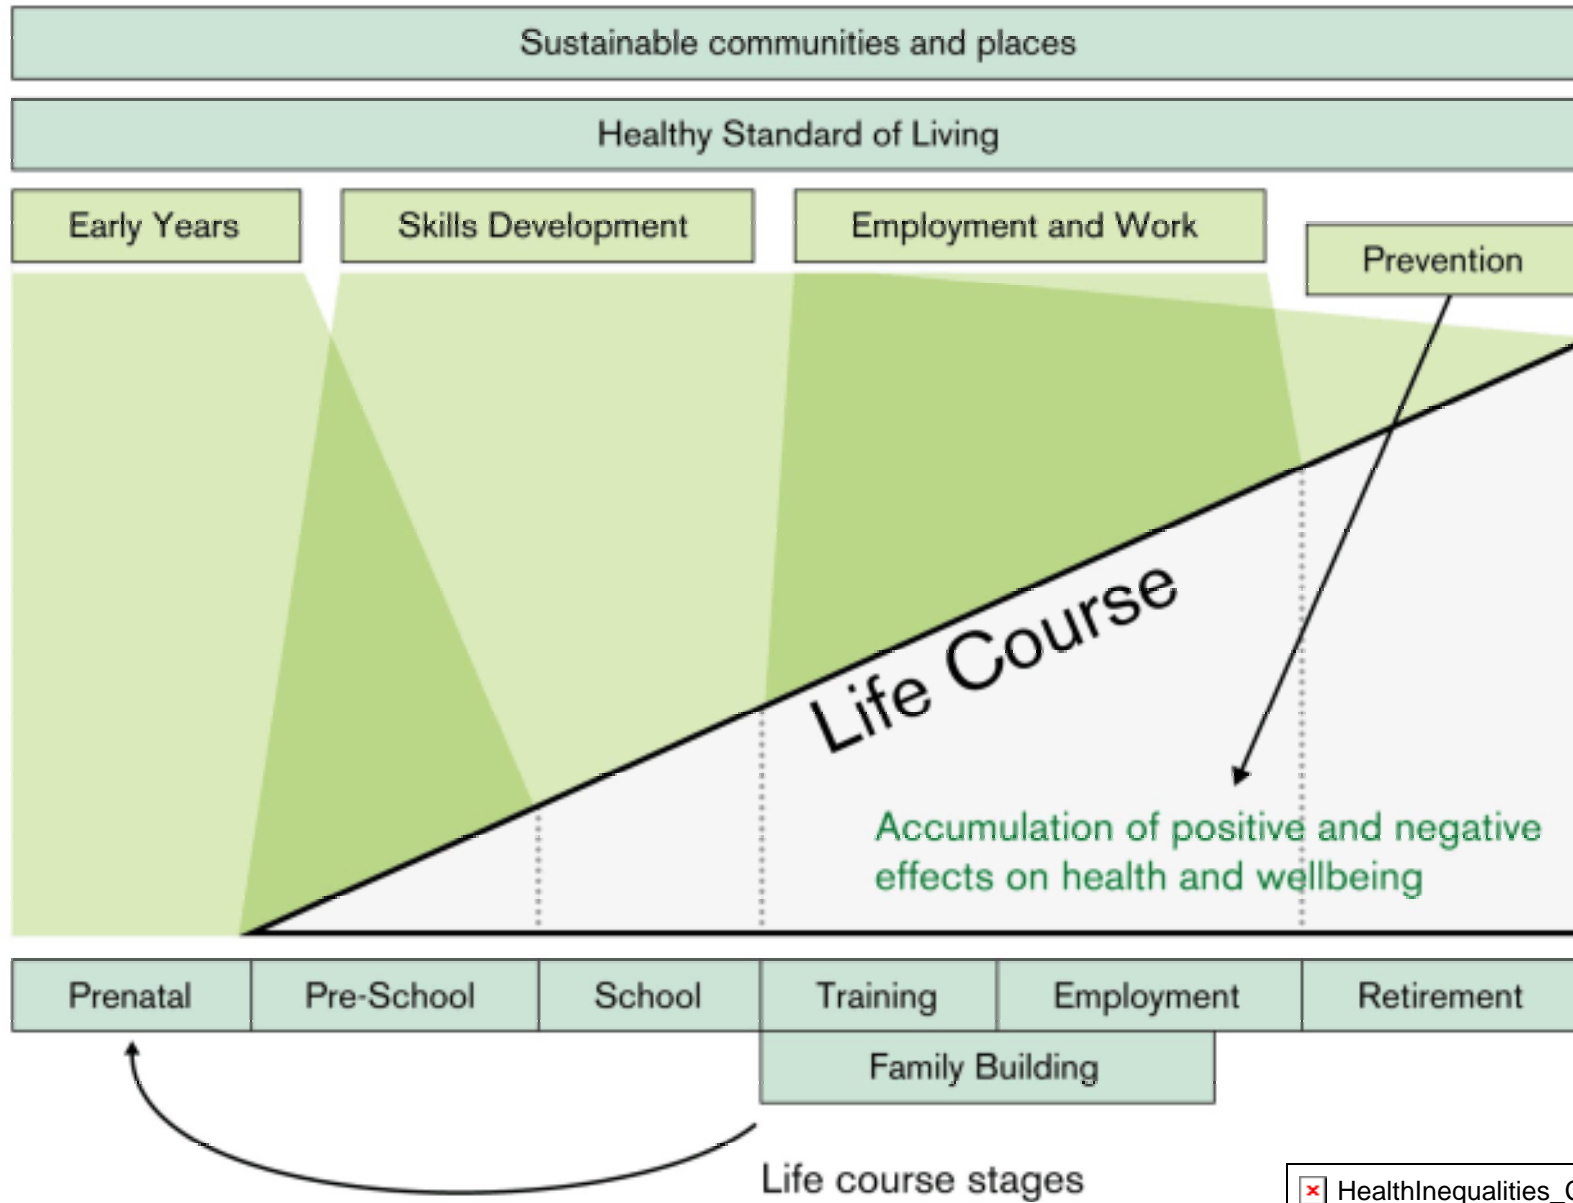 Sustainable communities and places
Healthy Standard of Living
Early Years
Skills Development
Employment and Work
Prevention
Life Course
Accumulation of positive and negative
effects on health and wellbeing
Prenatal
Pre-School
School
Training
Employment
Retirement
Family Building
Life course stages
HealthInequalities_